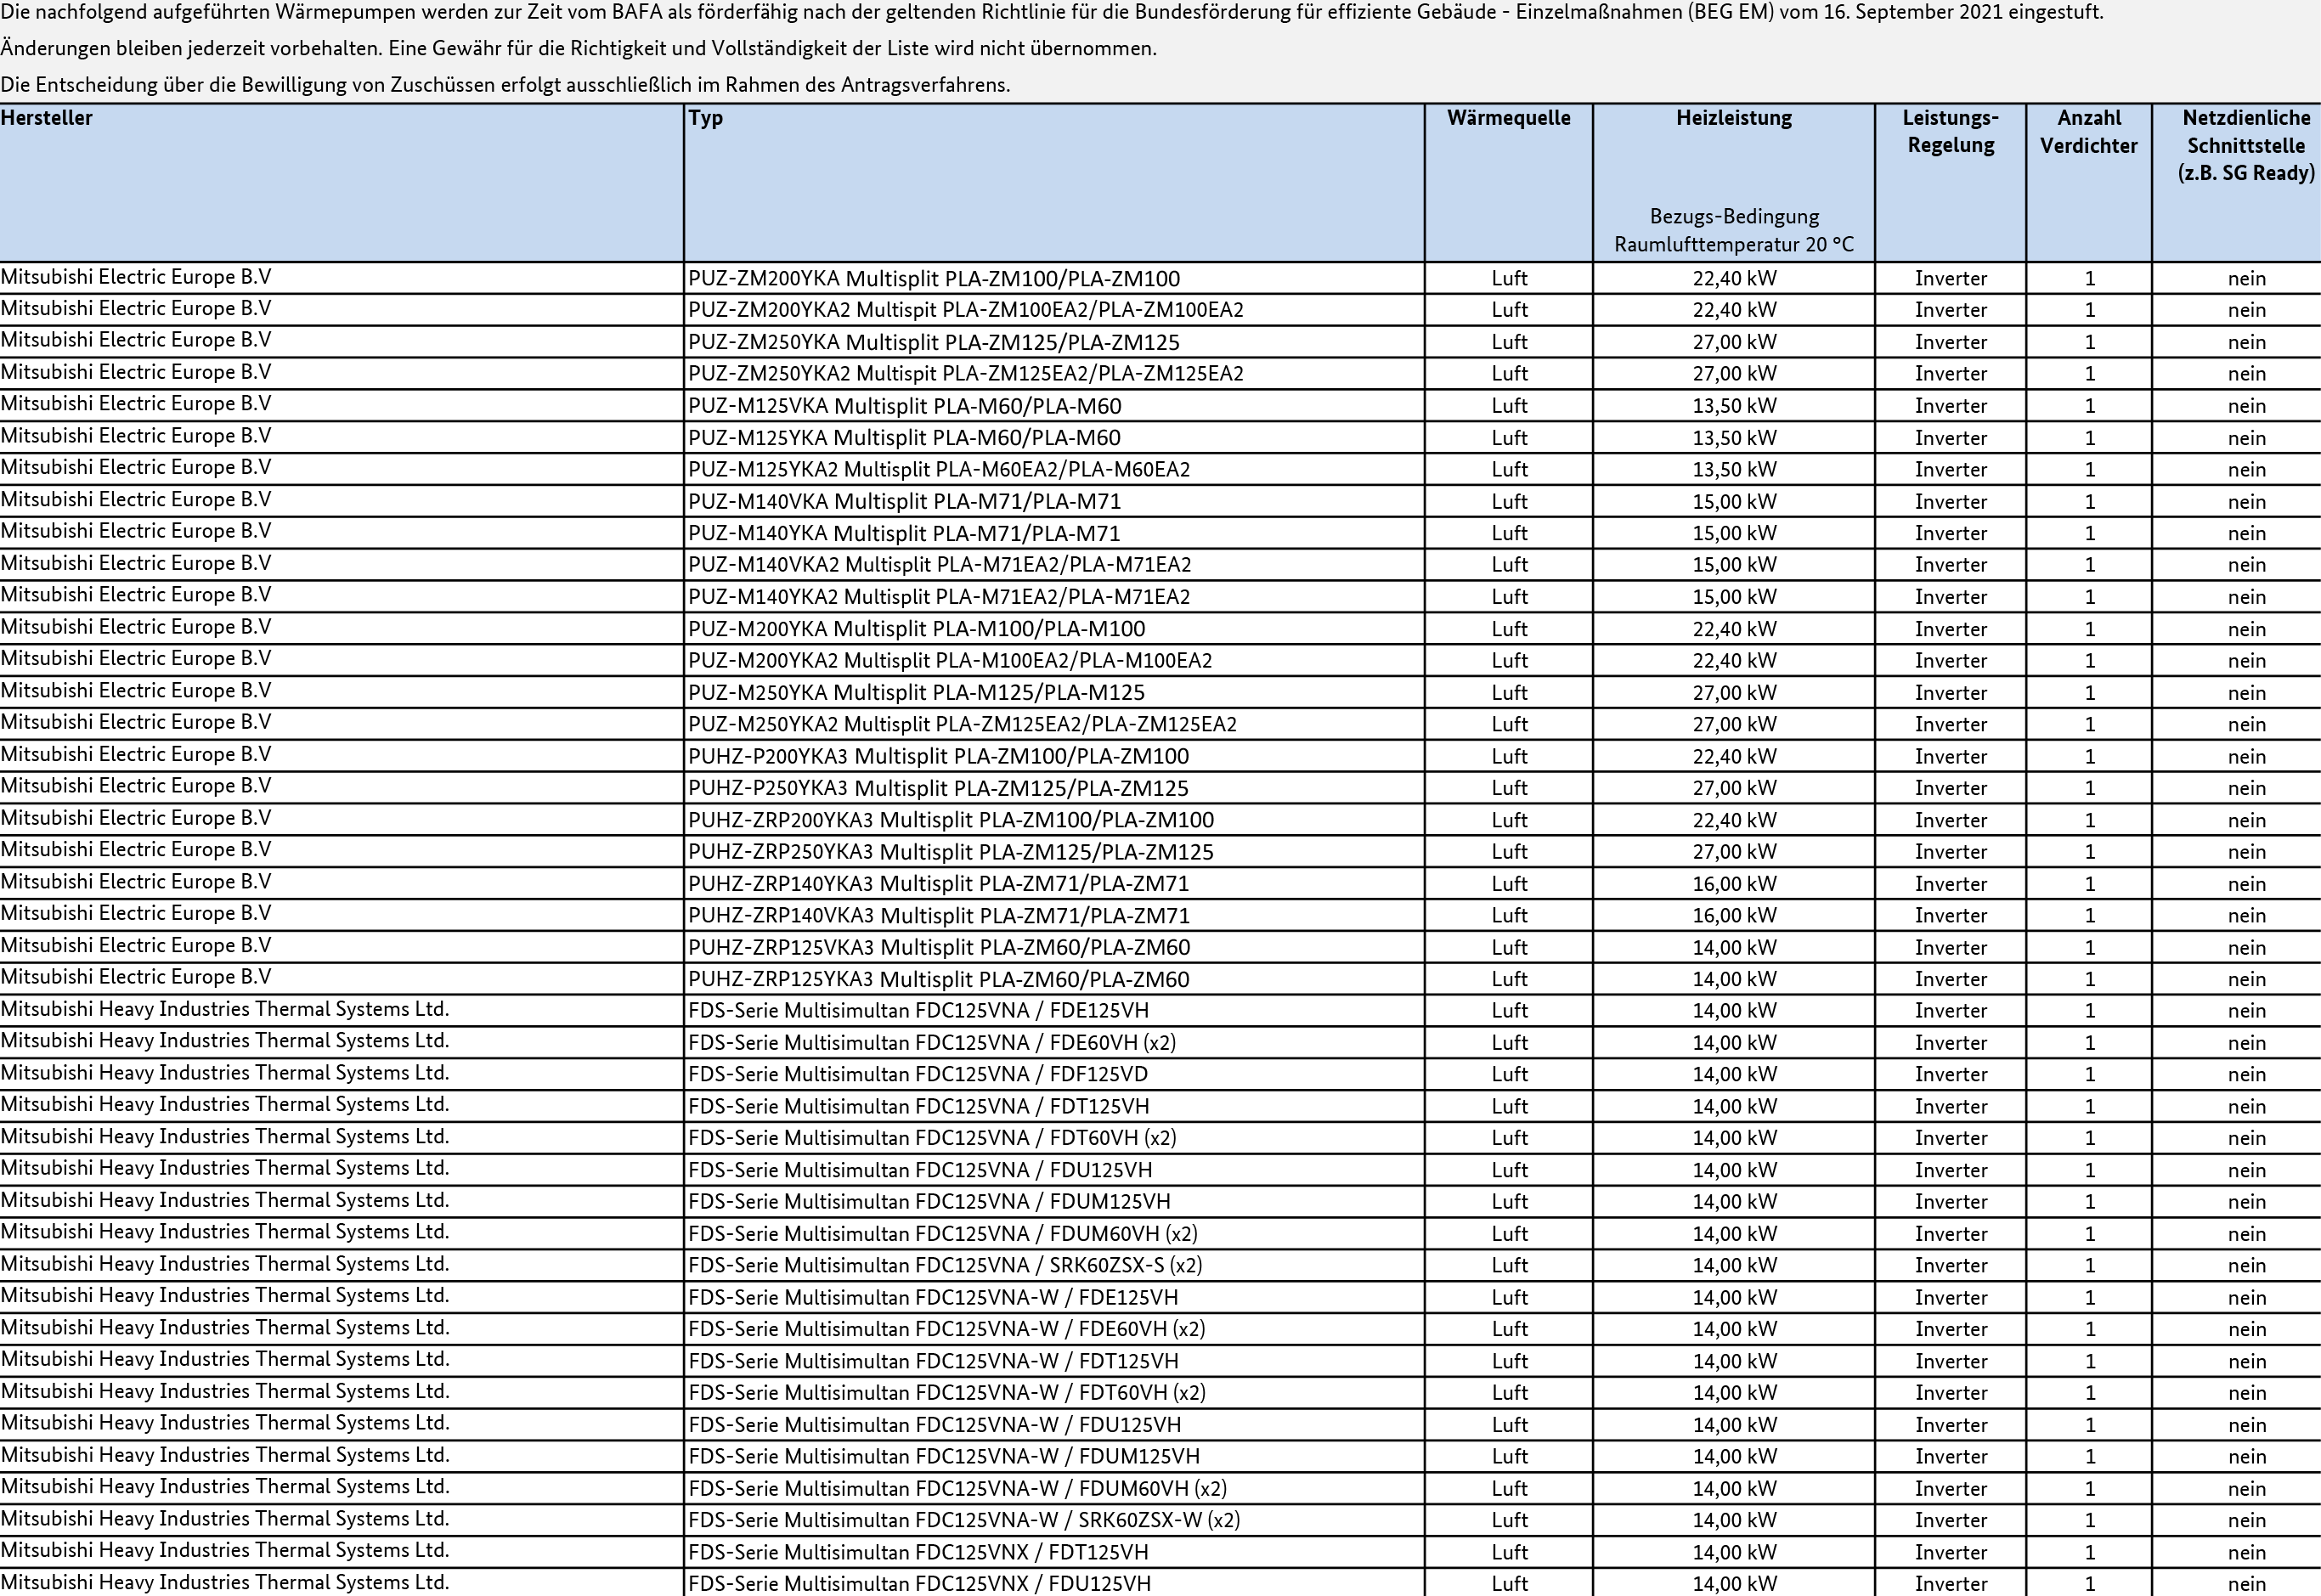 Die nachfolgend aufgeführten Wärmepumpen werden zur Zeit vom BAFA als förderfähig nach der geltenden Richtlinie für die Bundesförderung für effiziente Gebäude - Einzelmaßnahmen (BEG EM) vom 16. September 2021 eingestuft.
Änderungen bleiben jederzeit vorbehalten. Eine Gewähr für die Richtigkeit und Vollständigkeit der Liste wird nicht übernommen.
Die Entscheidung über die Bewilligung von Zuschüssen erfolgt ausschließlich im Rahmen des Antragsverfahrens.
Hersteller Typ Wärmequelle Heizleistung Leistungs- Anzahl Netzdienliche
Regelung Verdichter Schnittstelle
(z.B. SG Ready)
Bezugs-Bedingung
Raumlufttemperatur 20 °C
Mitsubishi Electric Europe B.V PUZ-ZM200YKA Multisplit PLA-ZM100/PLA-ZM100 Luft 22,40 kW Inverter 1 nein
Mitsubishi Electric Europe B.V PUZ-ZM200YKA2 Multispit PLA-ZM100EA2/PLA-ZM100EA2 Luft 22,40 kW Inverter 1 nein
Mitsubishi Electric Europe B.V PUZ-ZM250YKA Multisplit PLA-ZM125/PLA-ZM125 Luft 27,00 kW Inverter 1 nein
Mitsubishi Electric Europe B.V PUZ-ZM250YKA2 Multispit PLA-ZM125EA2/PLA-ZM125EA2 Luft 27,00 kW Inverter 1 nein
Mitsubishi Electric Europe B.V PUZ-M125VKA Multisplit PLA-M60/PLA-M60 Luft 13,50 kW Inverter 1 nein
Mitsubishi Electric Europe B.V PUZ-M125YKA Multisplit PLA-M60/PLA-M60 Luft 13,50 kW Inverter 1 nein
Mitsubishi Electric Europe B.V PUZ-M125YKA2 Multisplit PLA-M60EA2/PLA-M60EA2 Luft 13,50 kW Inverter 1 nein
Mitsubishi Electric Europe B.V PUZ-M140VKA Multisplit PLA-M71/PLA-M71 Luft 15,00 kW Inverter 1 nein
Mitsubishi Electric Europe B.V PUZ-M140YKA Multisplit PLA-M71/PLA-M71 Luft 15,00 kW Inverter 1 nein
Mitsubishi Electric Europe B.V PUZ-M140VKA2 Multisplit PLA-M71EA2/PLA-M71EA2 Luft 15,00 kW Inverter 1 nein
Mitsubishi Electric Europe B.V PUZ-M140YKA2 Multisplit PLA-M71EA2/PLA-M71EA2 Luft 15,00 kW Inverter 1 nein
Mitsubishi Electric Europe B.V PUZ-M200YKA Multisplit PLA-M100/PLA-M100 Luft 22,40 kW Inverter 1 nein
Mitsubishi Electric Europe B.V PUZ-M200YKA2 Multisplit PLA-M100EA2/PLA-M100EA2 Luft 22,40 kW Inverter 1 nein
Mitsubishi Electric Europe B.V PUZ-M250YKA Multisplit PLA-M125/PLA-M125 Luft 27,00 kW Inverter 1 nein
Mitsubishi Electric Europe B.V PUZ-M250YKA2 Multisplit PLA-ZM125EA2/PLA-ZM125EA2 Luft 27,00 kW Inverter 1 nein
Mitsubishi Electric Europe B.V PUHZ-P200YKA3 Multisplit PLA-ZM100/PLA-ZM100 Luft 22,40 kW Inverter 1 nein
Mitsubishi Electric Europe B.V PUHZ-P250YKA3 Multisplit PLA-ZM125/PLA-ZM125 Luft 27,00 kW Inverter 1 nein
Mitsubishi Electric Europe B.V PUHZ-ZRP200YKA3 Multisplit PLA-ZM100/PLA-ZM100 Luft 22,40 kW Inverter 1 nein
Mitsubishi Electric Europe B.V PUHZ-ZRP250YKA3 Multisplit PLA-ZM125/PLA-ZM125 Luft 27,00 kW Inverter 1 nein
Mitsubishi Electric Europe B.V PUHZ-ZRP140YKA3 Multisplit PLA-ZM71/PLA-ZM71 Luft 16,00 kW Inverter 1 nein
Mitsubishi Electric Europe B.V PUHZ-ZRP140VKA3 Multisplit PLA-ZM71/PLA-ZM71 Luft 16,00 kW Inverter 1 nein
Mitsubishi Electric Europe B.V PUHZ-ZRP125VKA3 Multisplit PLA-ZM60/PLA-ZM60 Luft 14,00 kW Inverter 1 nein
Mitsubishi Electric Europe B.V PUHZ-ZRP125YKA3 Multisplit PLA-ZM60/PLA-ZM60 Luft 14,00 kW Inverter 1 nein
Mitsubishi Heavy Industries Thermal Systems Ltd. FDS-Serie Multisimultan FDC125VNA / FDE125VH Luft 14,00 kW Inverter 1 nein
Mitsubishi Heavy Industries Thermal Systems Ltd. FDS-Serie Multisimultan FDC125VNA / FDE60VH (x2) Luft 14,00 kW Inverter 1 nein
Mitsubishi Heavy Industries Thermal Systems Ltd. FDS-Serie Multisimultan FDC125VNA / FDF125VD Luft 14,00 kW Inverter 1 nein
Mitsubishi Heavy Industries Thermal Systems Ltd. FDS-Serie Multisimultan FDC125VNA / FDT125VH Luft 14,00 kW Inverter 1 nein
Mitsubishi Heavy Industries Thermal Systems Ltd. FDS-Serie Multisimultan FDC125VNA / FDT60VH (x2) Luft 14,00 kW Inverter 1 nein
Mitsubishi Heavy Industries Thermal Systems Ltd. FDS-Serie Multisimultan FDC125VNA / FDU125VH Luft 14,00 kW Inverter 1 nein
Mitsubishi Heavy Industries Thermal Systems Ltd. FDS-Serie Multisimultan FDC125VNA / FDUM125VH Luft 14,00 kW Inverter 1 nein
Mitsubishi Heavy Industries Thermal Systems Ltd. FDS-Serie Multisimultan FDC125VNA / FDUM60VH (x2) Luft 14,00 kW Inverter 1 nein
Mitsubishi Heavy Industries Thermal Systems Ltd. FDS-Serie Multisimultan FDC125VNA / SRK60ZSX-S (x2) Luft 14,00 kW Inverter 1 nein
Mitsubishi Heavy Industries Thermal Systems Ltd. FDS-Serie Multisimultan FDC125VNA-W / FDE125VH Luft 14,00 kW Inverter 1 nein
Mitsubishi Heavy Industries Thermal Systems Ltd. FDS-Serie Multisimultan FDC125VNA-W / FDE60VH (x2) Luft 14,00 kW Inverter 1 nein
Mitsubishi Heavy Industries Thermal Systems Ltd. FDS-Serie Multisimultan FDC125VNA-W / FDT125VH Luft 14,00 kW Inverter 1 nein
Mitsubishi Heavy Industries Thermal Systems Ltd. FDS-Serie Multisimultan FDC125VNA-W / FDT60VH (x2) Luft 14,00 kW Inverter 1 nein
Mitsubishi Heavy Industries Thermal Systems Ltd. FDS-Serie Multisimultan FDC125VNA-W / FDU125VH Luft 14,00 kW Inverter 1 nein
Mitsubishi Heavy Industries Thermal Systems Ltd. FDS-Serie Multisimultan FDC125VNA-W / FDUM125VH Luft 14,00 kW Inverter 1 nein
Mitsubishi Heavy Industries Thermal Systems Ltd. FDS-Serie Multisimultan FDC125VNA-W / FDUM60VH (x2) Luft 14,00 kW Inverter 1 nein
Mitsubishi Heavy Industries Thermal Systems Ltd. FDS-Serie Multisimultan FDC125VNA-W / SRK60ZSX-W (x2) Luft 14,00 kW Inverter 1 nein
Mitsubishi Heavy Industries Thermal Systems Ltd. FDS-Serie Multisimultan FDC125VNX / FDT125VH Luft 14,00 kW Inverter 1 nein
Mitsubishi Heavy Industries Thermal Systems Ltd. FDS-Serie Multisimultan FDC125VNX / FDU125VH Luft 14,00 kW Inverter 1 nein